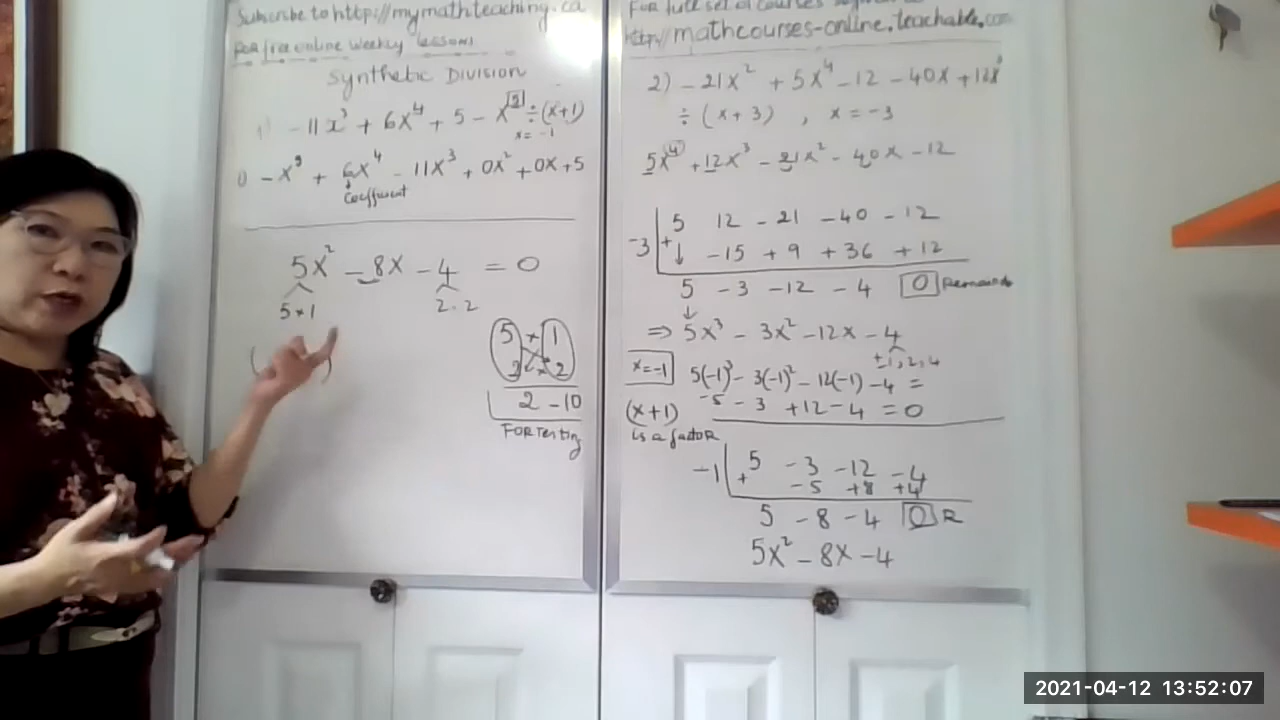 Subscribe to http://mymathteaching.ca
For free online weekly lessons
Synthetic Division
1) - 11x³ + 6x⁴ + 5 - x⁵ ÷ (x+1)
x = -1
- x⁵ + 6x⁴ - 11x³ + 0x² + 0x + 5
Coefficient
5x² - 8x - 4 = 0
5 * 1
2 . 2
( )
5 + 1
2 - 2
2 - 10
For Testing
For full set of courses
http://mathcourses-online.teachable.com
2) - 21x² + 5x⁴ - 12 - 40x + 12x³
÷ (x + 3) , x = -3
5x⁴ + 12x³ - 21x² - 40x - 12
-3 5 12 - 21 - 40 - 12
+ ↓ - 15 + 9 + 36 + 12
5 - 3 - 12 - 4 0 Remainder
⇒ 5x³ - 3x² - 12x - 4
± 1, 2, 4
x = -1 5(-1)³ - 3(-1)² - 12(-1) - 4 =
-5 - 3 + 12 - 4 = 0
(x+1)
is a factor
-1 5 - 3 - 12 - 4
+ - 5 + 8 + 4
5 - 8 - 4 0 R
5x² - 8x - 4
2021-04-12 13:52:07